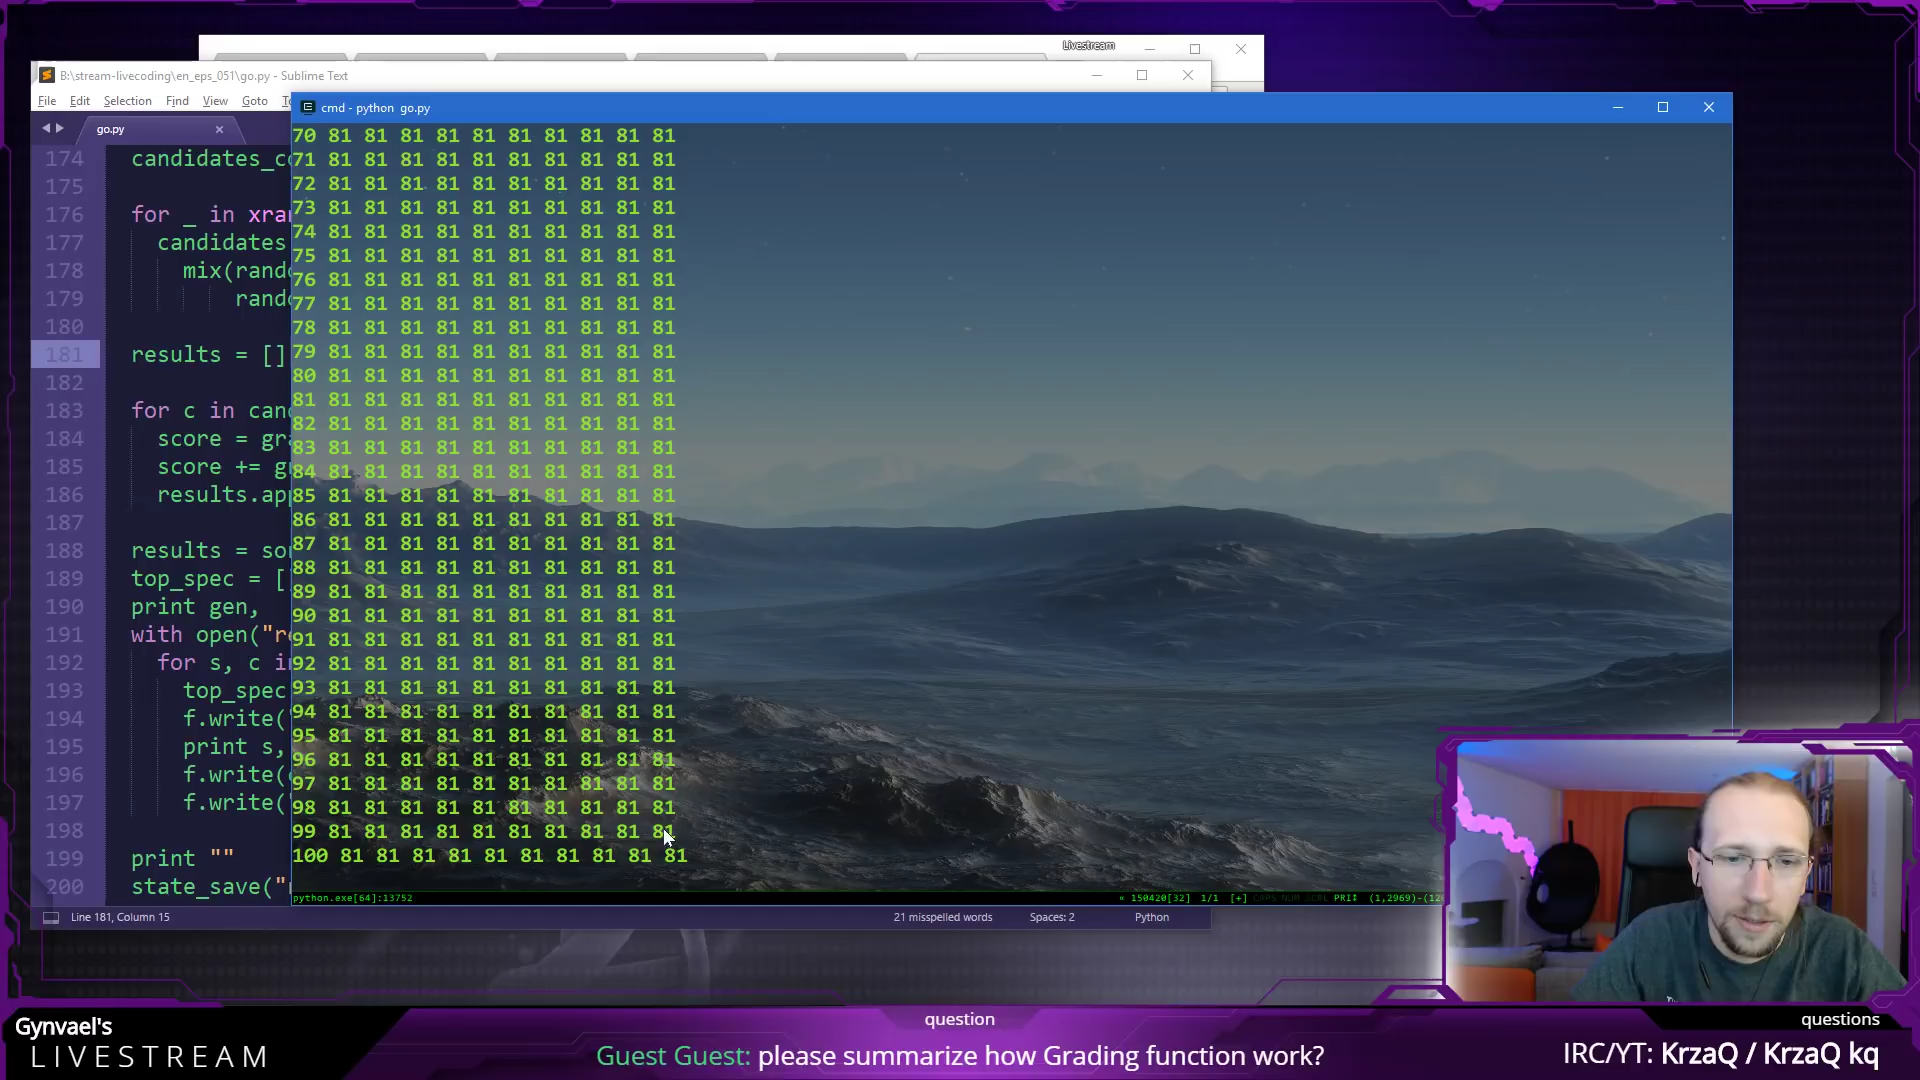 Livestream
B:\stream-livecoding\en_eps_051\go.py - Sublime Text
File Edit Selection Find View Goto
cmd - python go.py
go.py
174 candidates_c
175
176 for _ in xra
177 candidates
178 mix(rand
179 rand
180
181 results = []
182
183 for c in can
184 score = gr
185 score += g
186 results.ap
187
188 results = so
189 top_spec = [
190 print gen,
191 with open("r
192 for s, c i
193 top_spec
194 f.write(
195 print s,
196 f.write(
197 f.write(
198
199 print ""
200 state_save("
70 81 81 81 81 81 81 81 81 81 81
71 81 81 81 81 81 81 81 81 81 81
72 81 81 81 81 81 81 81 81 81 81
73 81 81 81 81 81 81 81 81 81 81
74 81 81 81 81 81 81 81 81 81 81
75 81 81 81 81 81 81 81 81 81 81
76 81 81 81 81 81 81 81 81 81 81
77 81 81 81 81 81 81 81 81 81 81
78 81 81 81 81 81 81 81 81 81 81
79 81 81 81 81 81 81 81 81 81 81
80 81 81 81 81 81 81 81 81 81 81
81 81 81 81 81 81 81 81 81 81 81
82 81 81 81 81 81 81 81 81 81 81
83 81 81 81 81 81 81 81 81 81 81
84 81 81 81 81 81 81 81 81 81 81
85 81 81 81 81 81 81 81 81 81 81
86 81 81 81 81 81 81 81 81 81 81
87 81 81 81 81 81 81 81 81 81 81
88 81 81 81 81 81 81 81 81 81 81
89 81 81 81 81 81 81 81 81 81 81
90 81 81 81 81 81 81 81 81 81 81
91 81 81 81 81 81 81 81 81 81 81
92 81 81 81 81 81 81 81 81 81 81
93 81 81 81 81 81 81 81 81 81 81
94 81 81 81 81 81 81 81 81 81 81
95 81 81 81 81 81 81 81 81 81 81
96 81 81 81 81 81 81 81 81 81 81
97 81 81 81 81 81 81 81 81 81 81
98 81 81 81 81 81 81 81 81 81 81
99 81 81 81 81 81 81 81 81 81 81
100 81 81 81 81 81 81 81 81 81 81
python.exe[64]:13752 « 150420[32] 1/1 [+] CAPS NUM SCRL PRI‡ (1,2969)-(12
Line 181, Column 15 21 misspelled words Spaces: 2 Python
Gynvael's
LIVESTREAM
question
Guest Guest: please summarize how Grading function work?
questions
IRC/YT: KrzaQ / KrzaQ kq